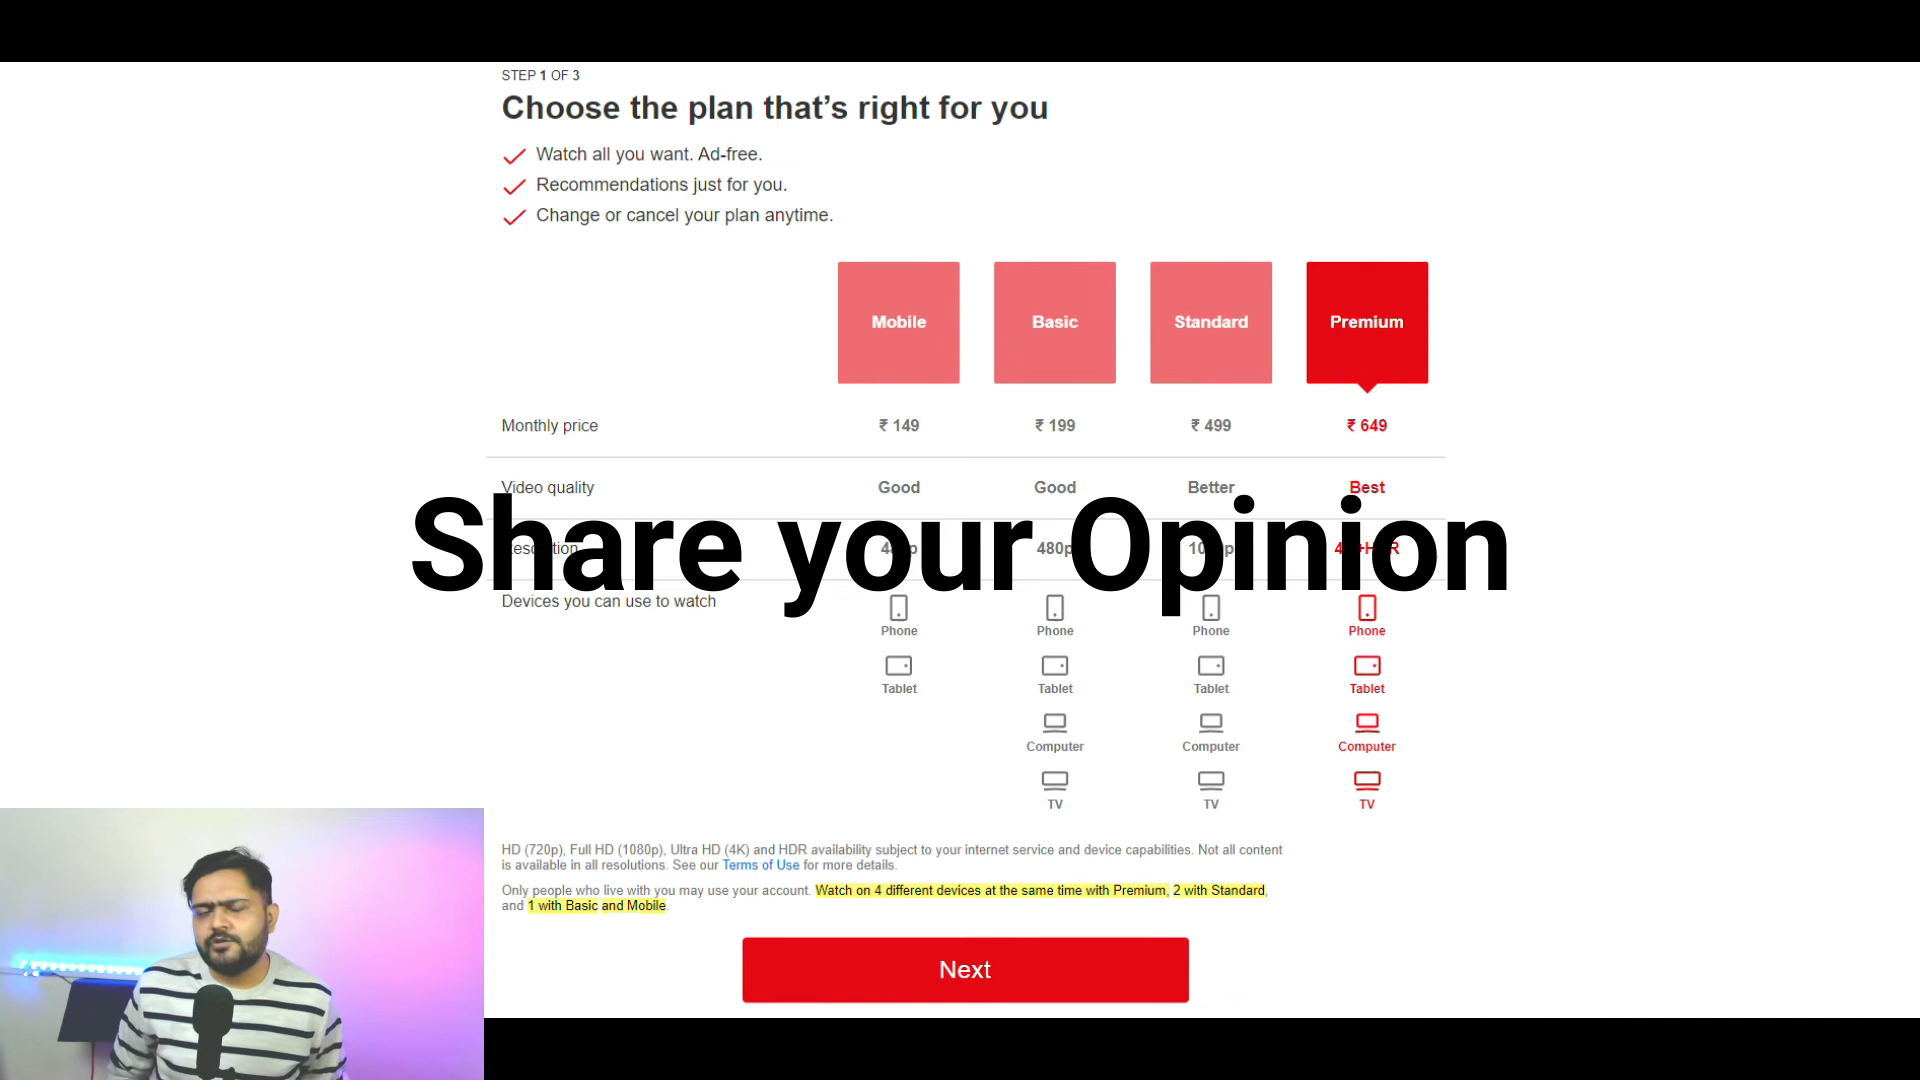 STEP 1 OF 3
Choose the plan that’s right for you
Watch all you want. Ad-free.
Recommendations just for you.
Change or cancel your plan anytime.
Mobile Basic Standard Premium
Monthly price ₹ 149 ₹ 199 ₹ 499 ₹ 649
Video quality Good Good Better Best
Share your Opinion
480p
Devices you can use to watch
Phone Phone Phone Phone
Tablet Tablet Tablet Tablet
Computer Computer Computer
TV TV TV
HD (720p), Full HD (1080p), Ultra HD (4K) and HDR availability subject to your internet service and device capabilities. Not all content
is available in all resolutions. See our Terms of Use for more details.
Only people who live with you may use your account. Watch on 4 different devices at the same time with Premium, 2 with Standard,
and 1 with Basic and Mobile.
Next